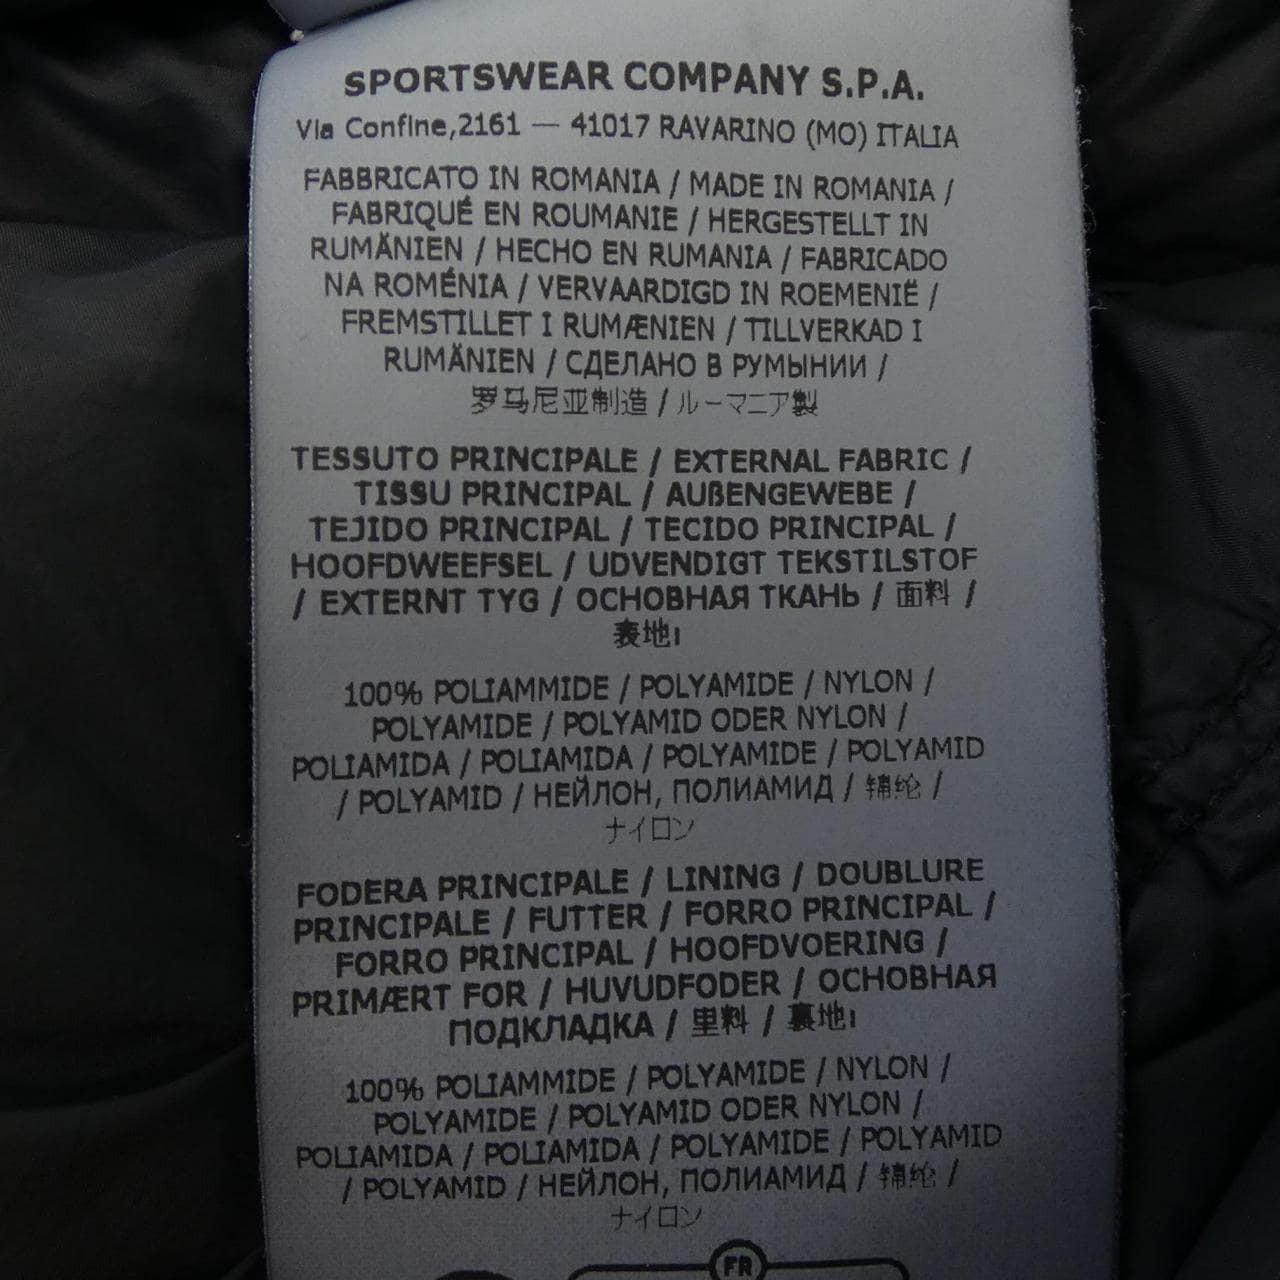 SPORTSWEAR COMPANY S.P.A.
Via Confine,2161 — 41017 RAVARINO (MO) ITALIA
FABBRICATO IN ROMANIA / MADE IN ROMANIA /
FABRIQUÉ EN ROUMANIE / HERGESTELLT IN
RUMÄNIEN / HECHO EN RUMANIA / FABRICADO
NA ROMÉNIA / VERVAARDIGD IN ROEMENIË /
FREMSTILLET I RUMÆNIEN / TILLVERKAD I
RUMÄNIEN / СДЕЛАНО В РУМЫНИИ /
罗马尼亚制造 / ルーマニア製
TESSUTO PRINCIPALE / EXTERNAL FABRIC /
TISSU PRINCIPAL / AUßENGEWEBE /
TEJIDO PRINCIPAL / TECIDO PRINCIPAL /
HOOFDWEEFSEL / UDVENDIGT TEKSTILSTOF
/ EXTERNT TYG / ОСНОВНАЯ ТКАНЬ / 面料 /
表地
100% POLIAMMIDE / POLYAMIDE / NYLON /
POLYAMIDE / POLYAMID ODER NYLON /
POLIAMIDA / POLIAMIDA / POLYAMIDE / POLYAMID
/ POLYAMID / НЕЙЛОН, ПОЛИАМИД / 锦纶 /
ナイロン
FODERA PRINCIPALE / LINING / DOUBLURE
PRINCIPALE / FUTTER / FORRO PRINCIPAL /
FORRO PRINCIPAL / HOOFDVOERING /
PRIMÆRT FOR / HUVUDFODER / ОСНОВНАЯ
ПОДКЛАДКА / 里料 / 裏地
100% POLIAMMIDE / POLYAMIDE / NYLON /
POLYAMIDE / POLYAMID ODER NYLON /
POLIAMIDA / POLIAMIDA / POLYAMIDE / POLYAMID
/ POLYAMID / НЕЙЛОН, ПОЛИАМИД / 锦纶 /
ナイロン
FR